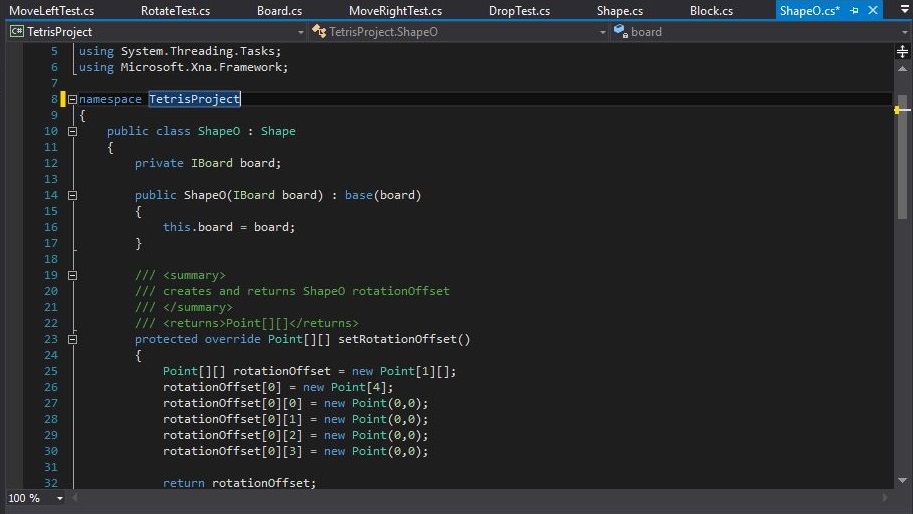 MoveLeftTest.cs RotateTest.cs Board.cs MoveRightTest.cs DropTest.cs Shape.cs Block.cs ShapeO.cs*
C# TetrisProject TetrisProject.ShapeO board
5 using System.Threading.Tasks;
6 using Microsoft.Xna.Framework;
7
8 namespace TetrisProject
9 {
10 public class ShapeO : Shape
11 {
12 private IBoard board;
13
14 public ShapeO(IBoard board) : base(board)
15 {
16 this.board = board;
17 }
18
19 /// <summary>
20 /// creates and returns ShapeO rotationOffset
21 /// </summary>
22 /// <returns>Point[][]</returns>
23 protected override Point[][] setRotationOffset()
24 {
25 Point[][] rotationOffset = new Point[1][];
26 rotationOffset[0] = new Point[4];
27 rotationOffset[0][0] = new Point(0,0);
28 rotationOffset[0][1] = new Point(0,0);
29 rotationOffset[0][2] = new Point(0,0);
30 rotationOffset[0][3] = new Point(0,0);
31
32 return rotationOffset;
100 %